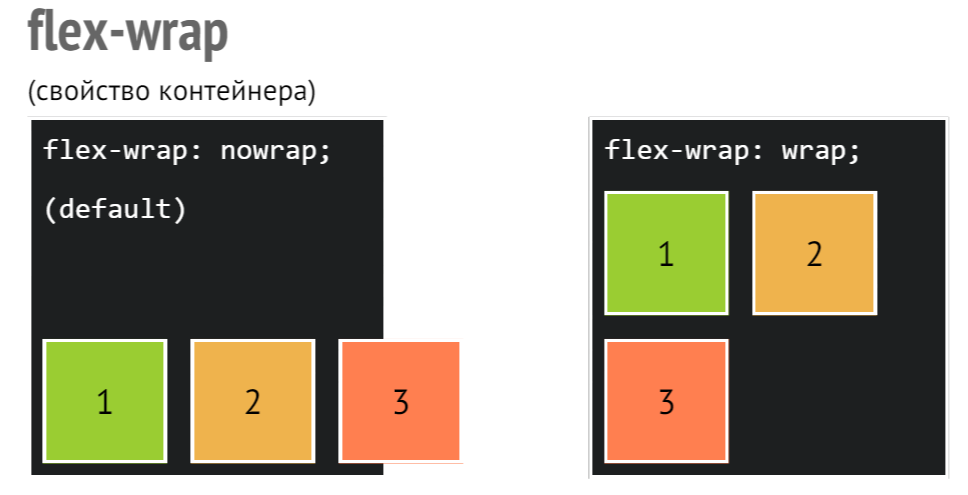 flex-wrap
(свойство контейнера)
flex-wrap: nowrap;
(default)
1
2
3
flex-wrap: wrap;
1
2
3